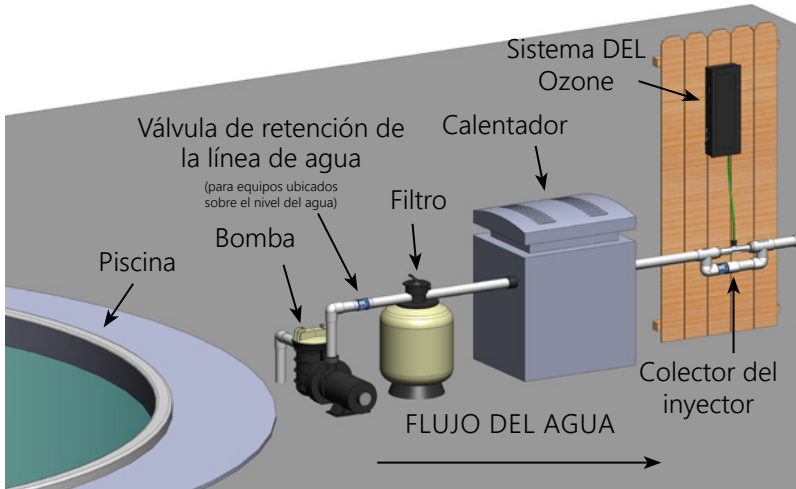 Sistema DEL
Ozone
Válvula de retención de
la línea de agua
(para equipos ubicados
sobre el nivel del agua)
Calentador
Filtro
Bomba
Piscina
Colector del
inyector
FLUJO DEL AGUA